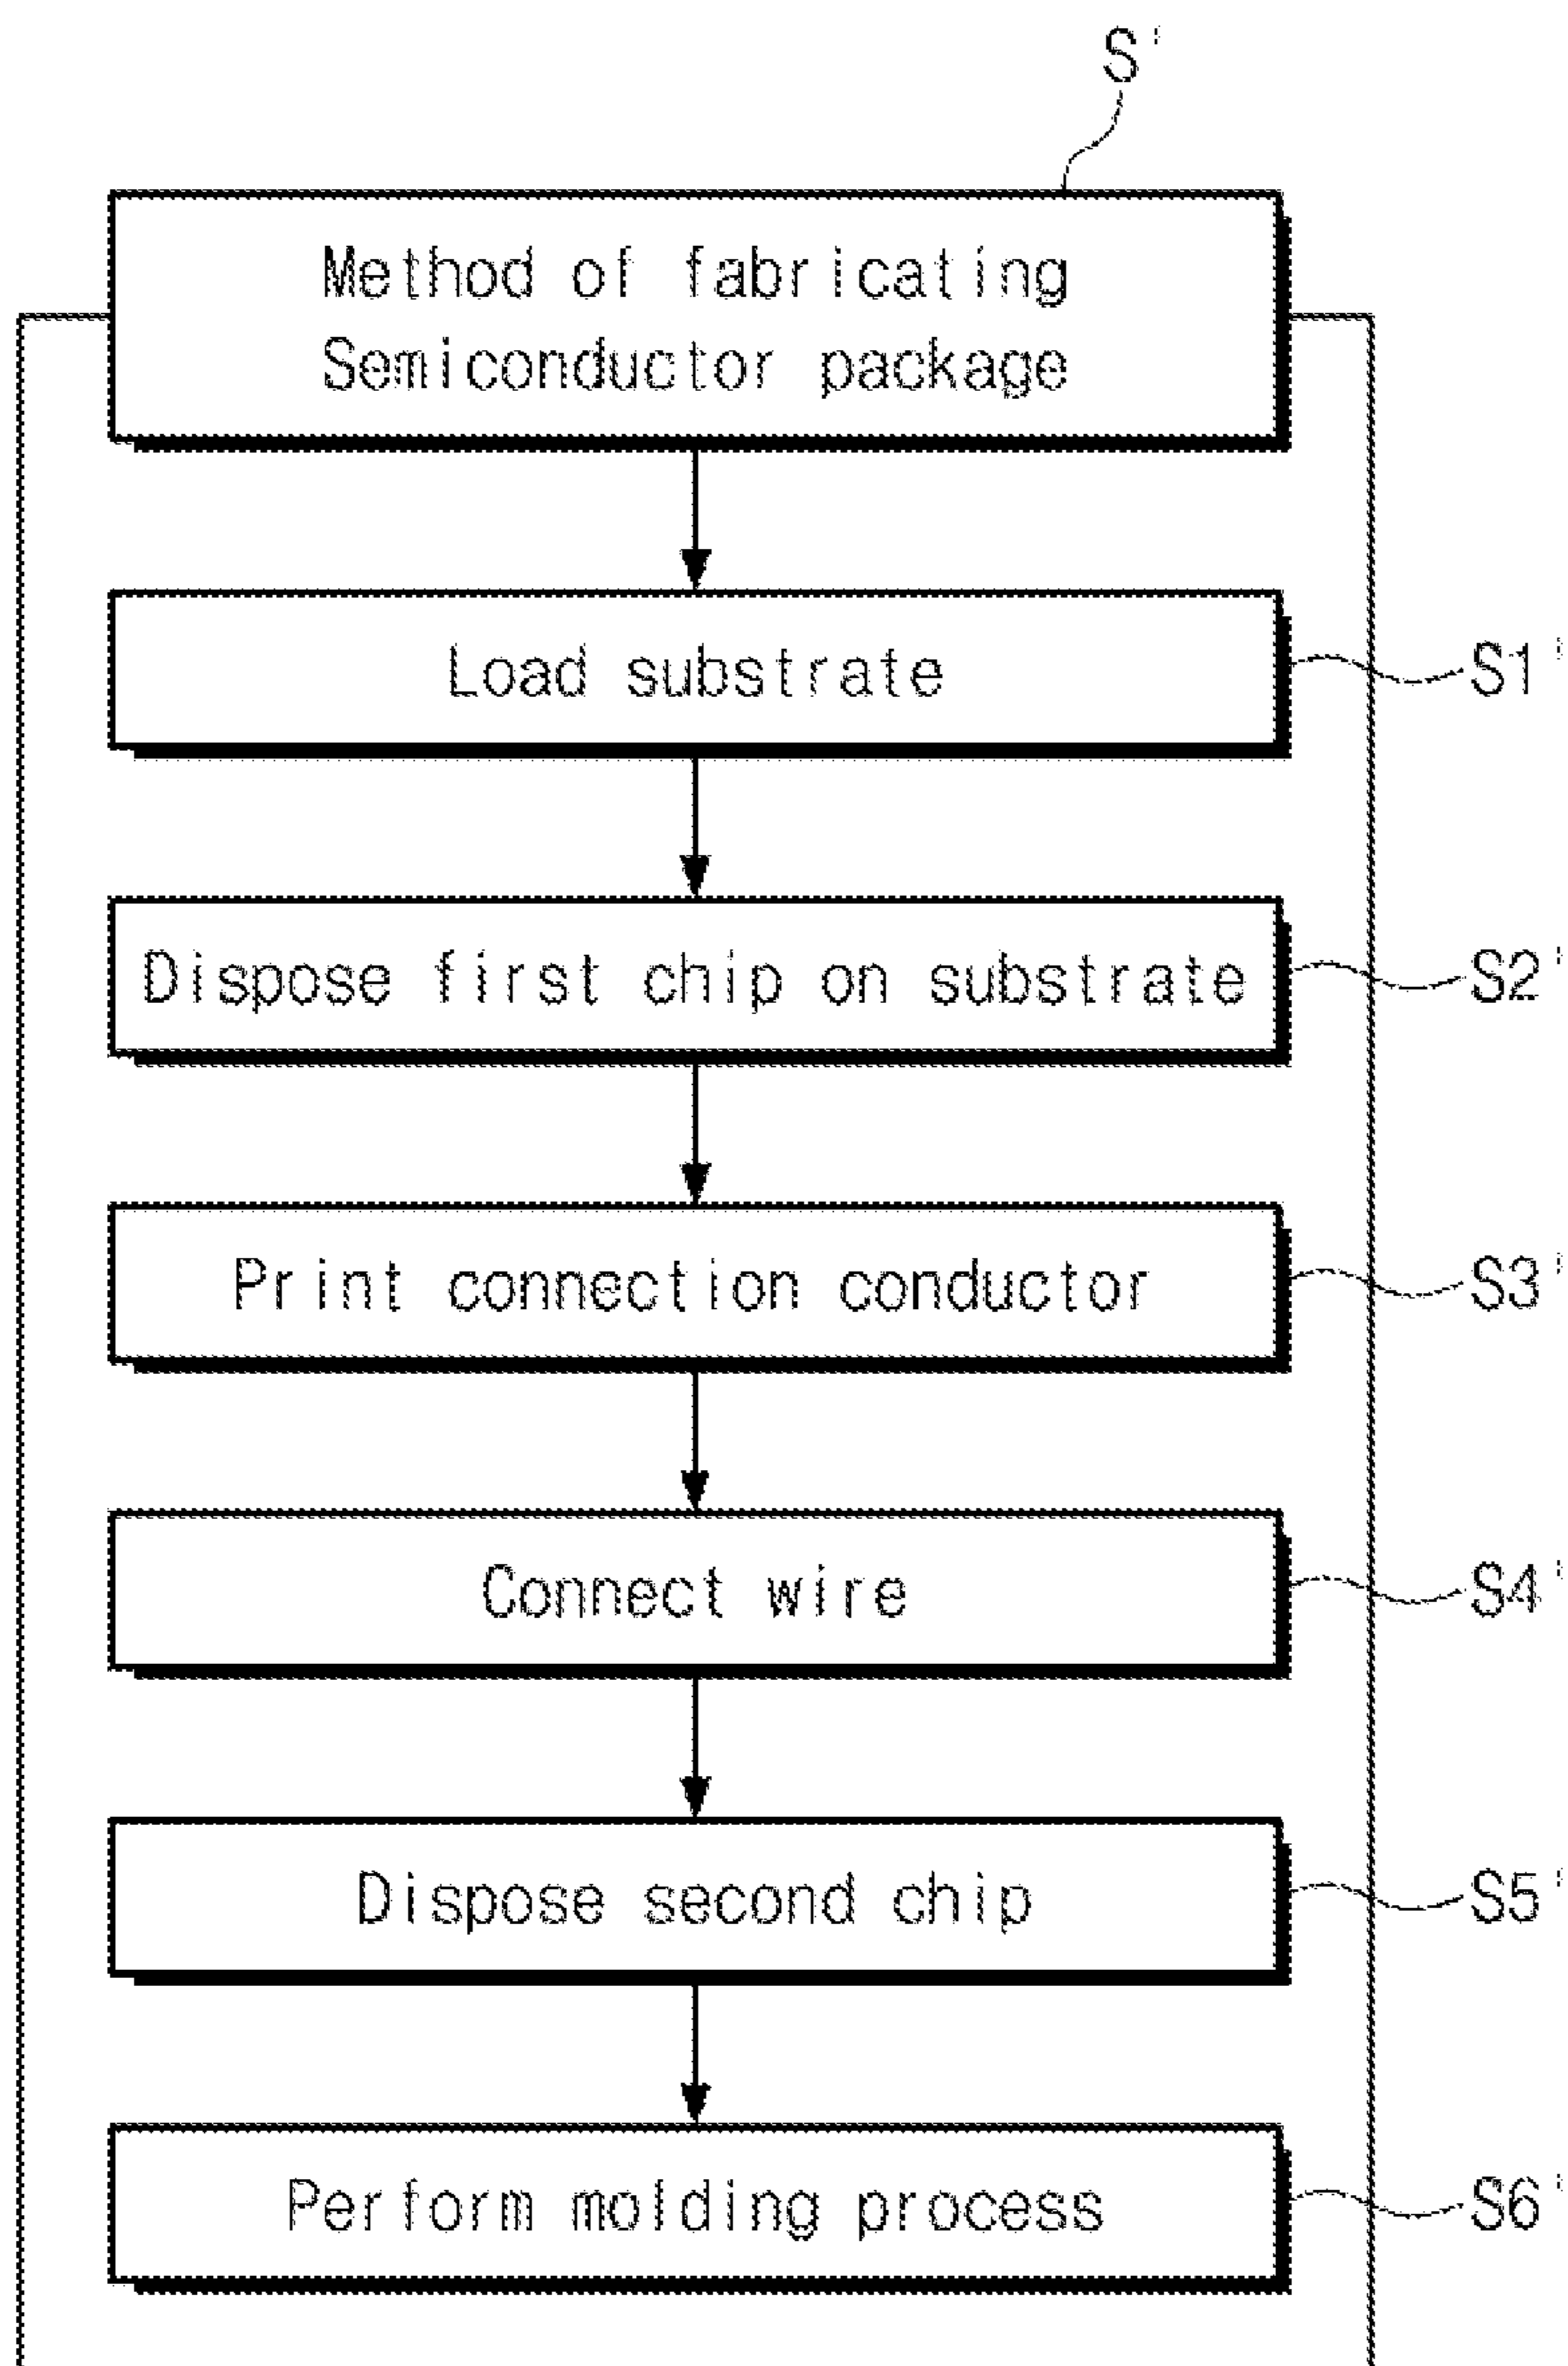 S'
Method of fabricating
Semiconductor package
Load substrate
S1'
Dispose first chip on substrate
S2'
Print connection conductor
S3'
Connect wire
S4'
Dispose second chip
S5'
Perform molding process
S6'